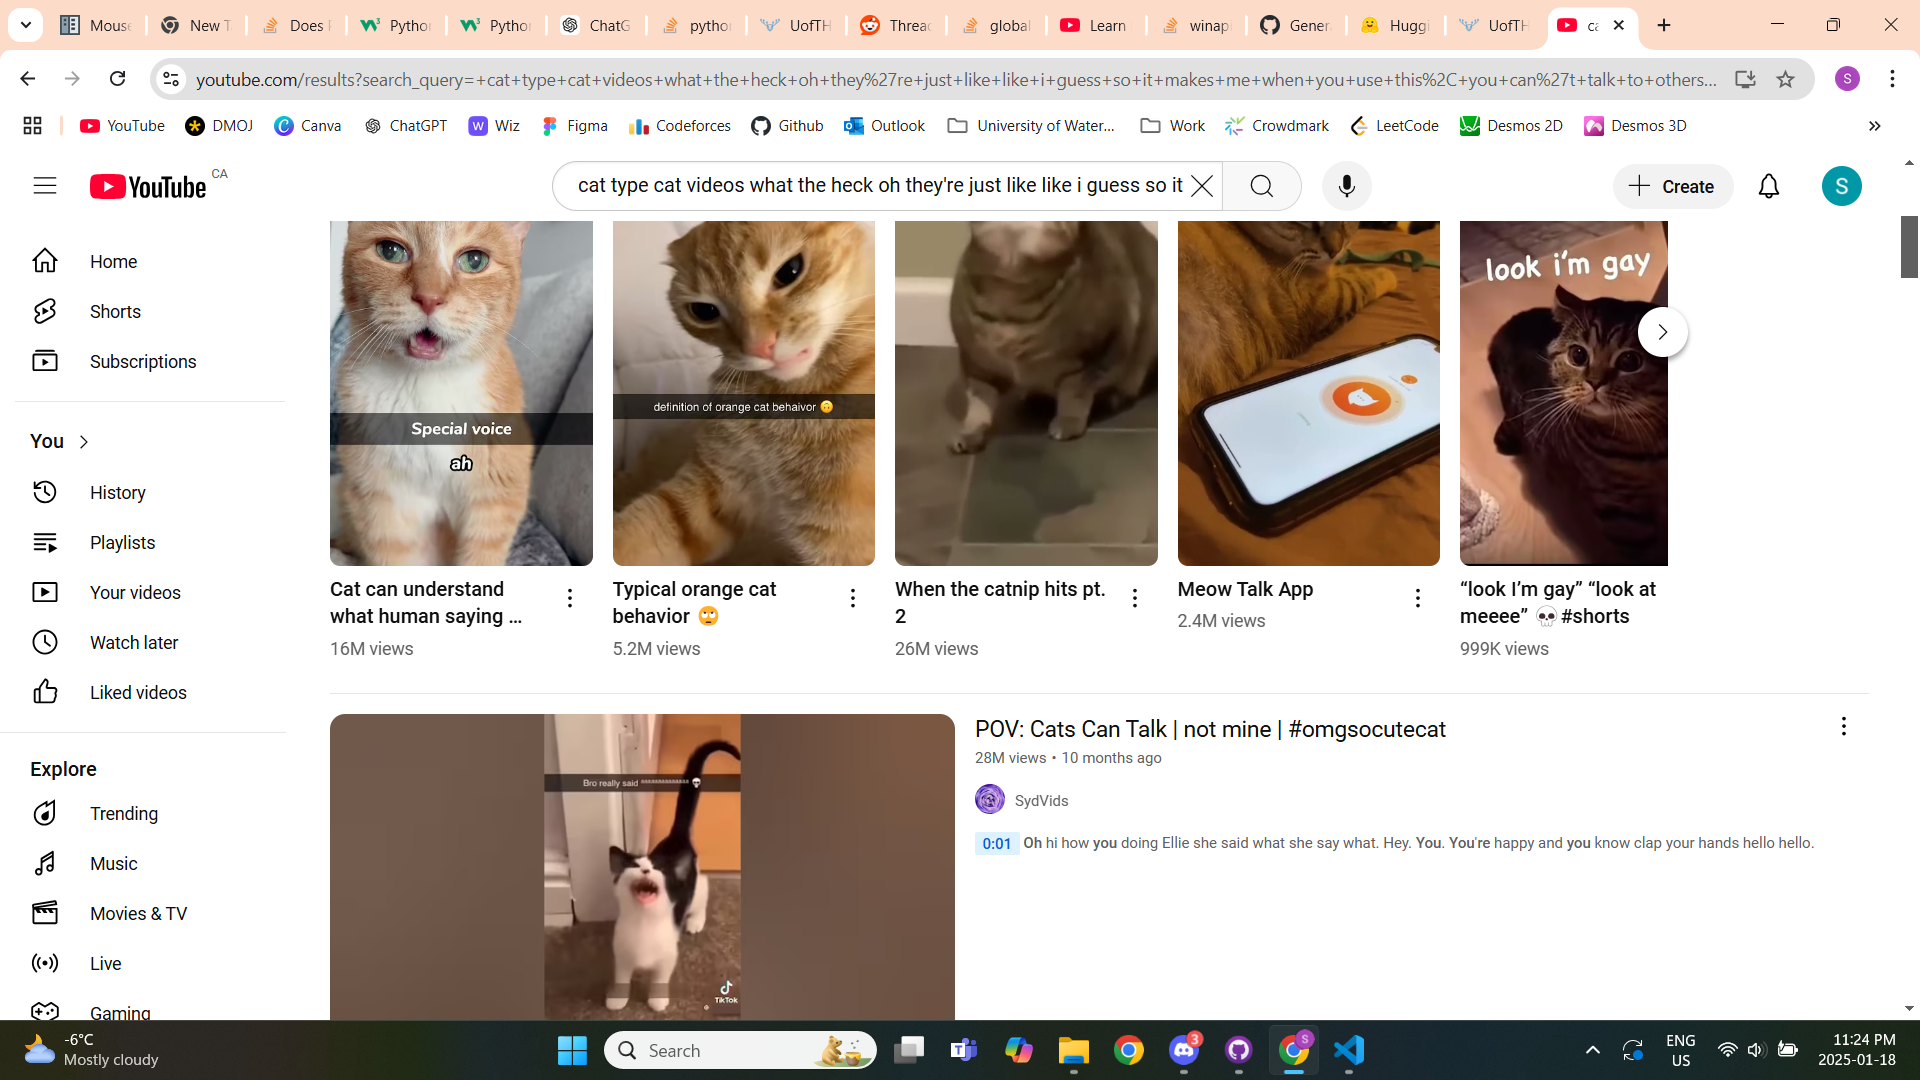 Mouse
New T
Does P
Python
Python
ChatG
python
UofTH
Thread
global
Learn
winapi
Gener
Huggi
UofTH
ca
youtube.com/results?search_query=+cat+type+cat+videos+what+the+heck+oh+they%27re+just+like+like+i+guess+so+it+makes+me+when+you+use+this%2C+you+can%27t+talk+to+others...
S
YouTube
DMOJ
Canva
ChatGPT
Wiz
Figma
Codeforces
Github
Outlook
University of Water...
Work
Crowdmark
LeetCode
Desmos 2D
Desmos 3D
YouTube CA
cat type cat videos what the heck oh they're just like like i guess so it
Create
S
Home
Shorts
Subscriptions
You
History
Playlists
Your videos
Watch later
Liked videos
Explore
Trending
Music
Movies & TV
Live
Gaming
Special voice
ah
definition of orange cat behaivor 🙃
look i'm gay
Cat can understand
what human saying ...
16M views
Typical orange cat
behavior 🙄
5.2M views
When the catnip hits pt.
2
26M views
Meow Talk App
2.4M views
“look I’m gay” “look at
meeee” 💀#shorts
999K views
TikTok
POV: Cats Can Talk | not mine | #omgsocutecat
28M views • 10 months ago
SydVids
0:01 Oh hi how you doing Ellie she said what she say what. Hey. You. You're happy and you know clap your hands hello hello.
-6°C
Mostly cloudy
Search
3
S
ENG
US
11:24 PM
2025-01-18